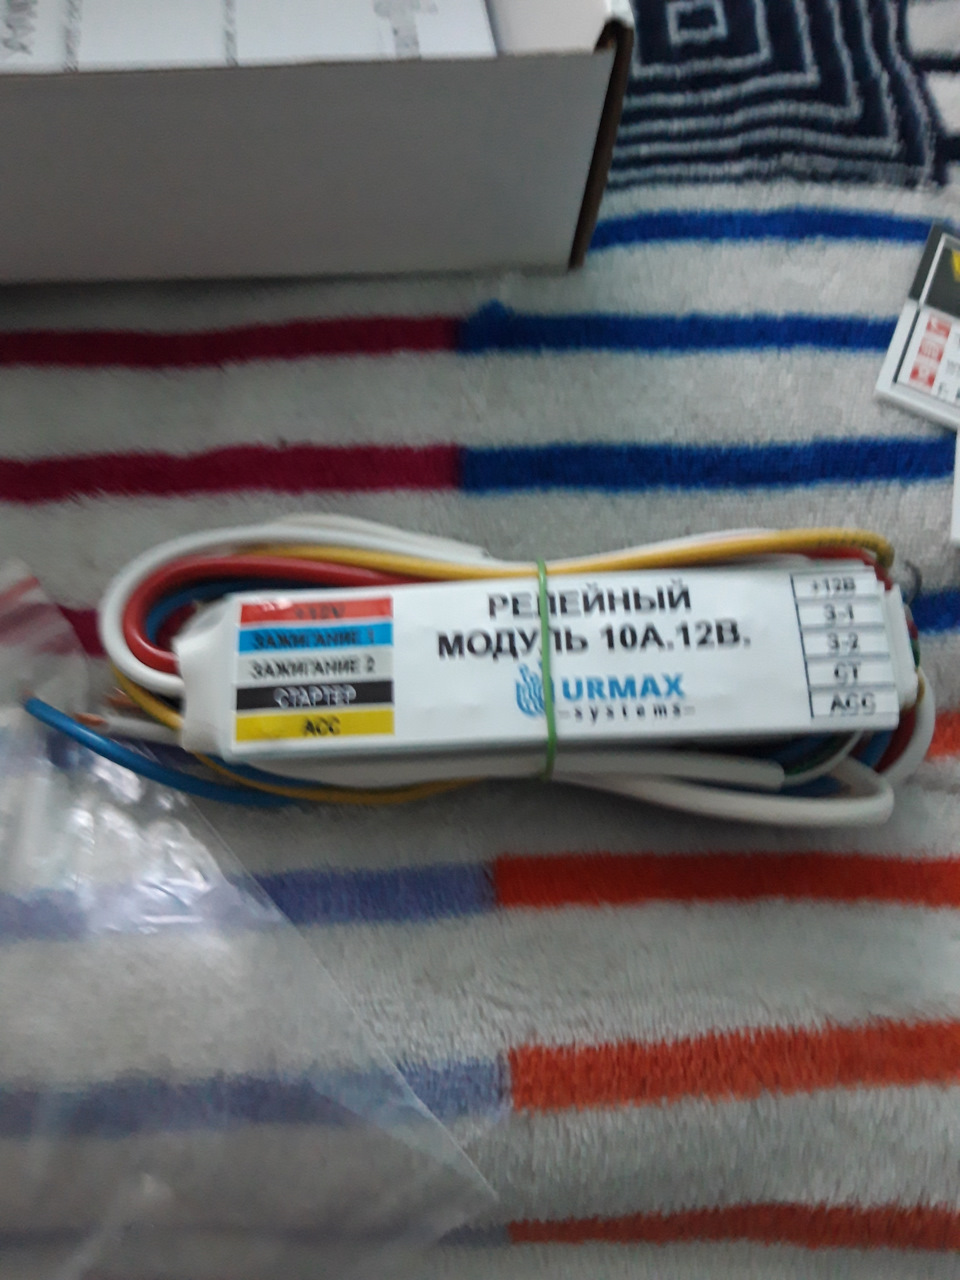 РЕЛЕЙНЫЙ
МОДУЛЬ 10А.12В.
URMAX
-systems-
+12V
ЗАЖИГАНИЕ 1
ЗАЖИГАНИЕ 2
СТАРТЕР
ACC
+12В
З-1
З-2
СТ
ACC